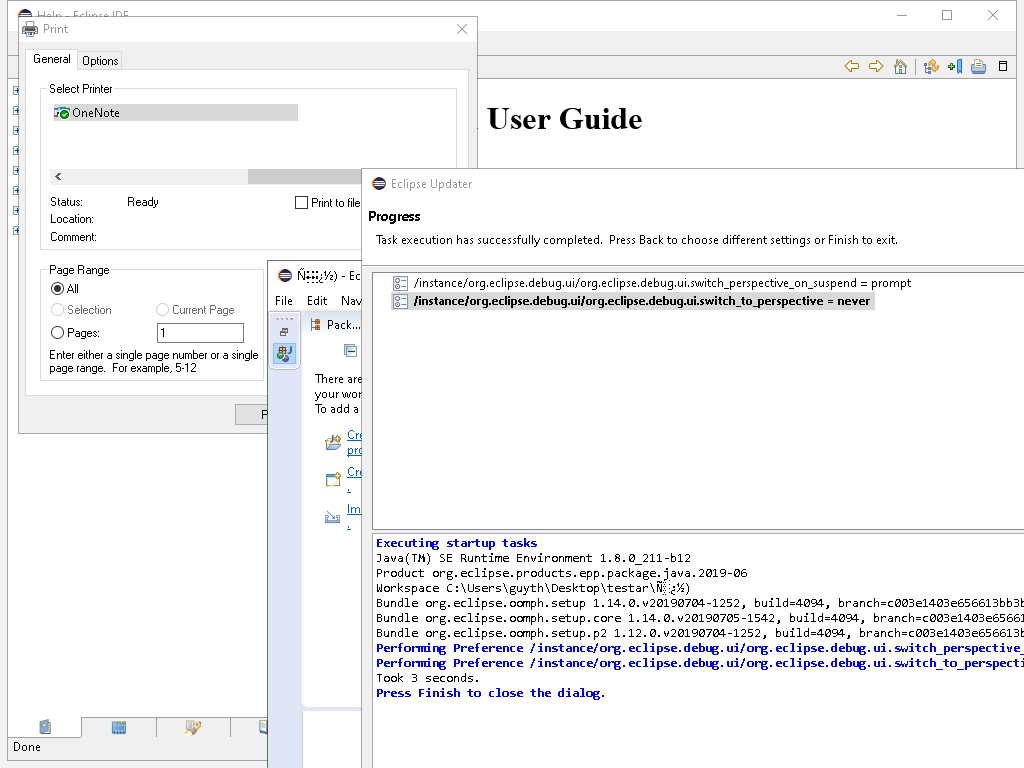 Help - Eclipse IDE
Print
General
Options
Select Printer
OneNote
Status:
Ready
Print to file
Location:
Comment:
Page Range
All
Selection
Current Page
Pages:
1
Enter either a single page number or a single
page range. For example, 5-12
User Guide
Eclipse Updater
Progress
Task execution has successfully completed. Press Back to choose different settings or Finish to exit.
/instance/org.eclipse.debug.ui/org.eclipse.debug.ui.switch_perspective_on_suspend = prompt
/instance/org.eclipse.debug.ui/org.eclipse.debug.ui.switch_to_perspective = never
File Edit Nav
Pack...
There are
your wor
To add a
Cre
pro
Cre
.
Im
.
Executing startup tasks
Java(TM) SE Runtime Environment 1.8.0_211-b12
Product org.eclipse.products.epp.package.java.2019-06
Workspace C:\Users\guyth\Desktop\testar\
Bundle org.eclipse.oomph.setup 1.14.0.v20190704-1252, build=4094, branch=c003e1403e656613bb3b
Bundle org.eclipse.oomph.setup.core 1.14.0.v20190705-1542, build=4094, branch=c003e1403e65661
Bundle org.eclipse.oomph.setup.p2 1.12.0.v20190704-1252, build=4094, branch=c003e1403e656613b
Performing Preference /instance/org.eclipse.debug.ui/org.eclipse.debug.ui.switch_perspective_
Performing Preference /instance/org.eclipse.debug.ui/org.eclipse.debug.ui.switch_to_perspecti
Took 3 seconds.
Press Finish to close the dialog.
Done